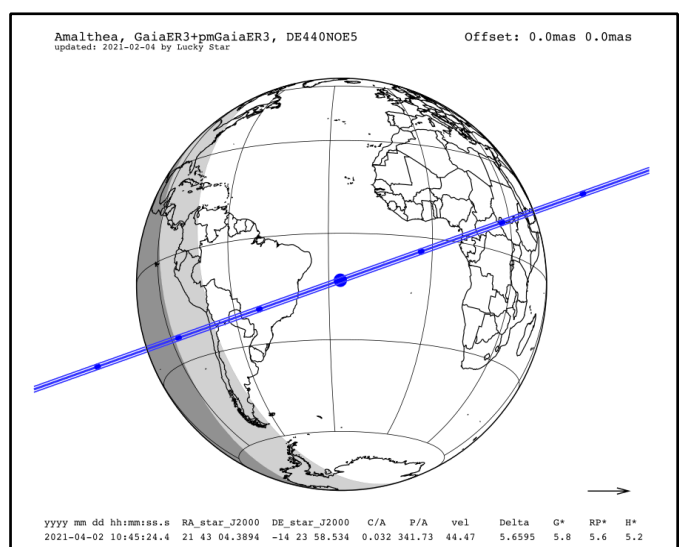 Amalthea, GaiaER3+pmGaiaER3, DE440NOE5 Offset: 0.0mas 0.0mas
updated: 2021-02-04 by Lucky Star
yyyy mm dd hh:mm:ss.s RA_star_J2000 DE_star_J2000 C/A P/A vel Delta G* RP* H*
2021-04-02 10:45:24.4 21 43 04.3894 -14 23 58.534 0.032 341.73 44.47 5.6595 5.8 5.6 5.2